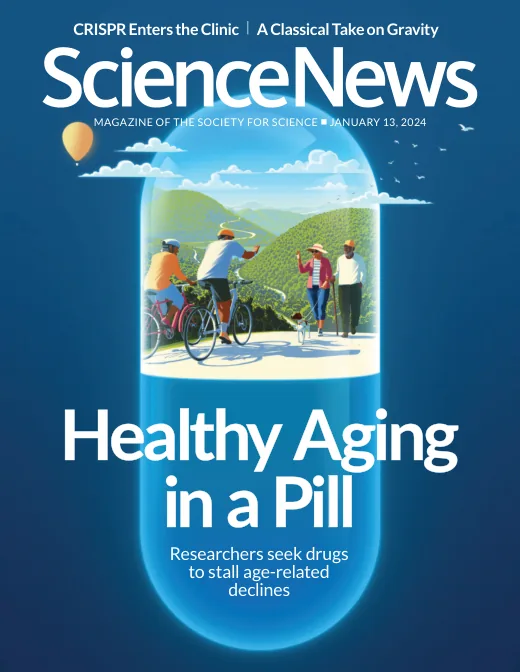 CRISPR Enters the Clinic | A Classical Take on Gravity
ScienceNews
MAGAZINE OF THE SOCIETY FOR SCIENCE ■ JANUARY 13, 2024
Healthy Aging
in a Pill
Researchers seek drugs
to stall age-related
declines